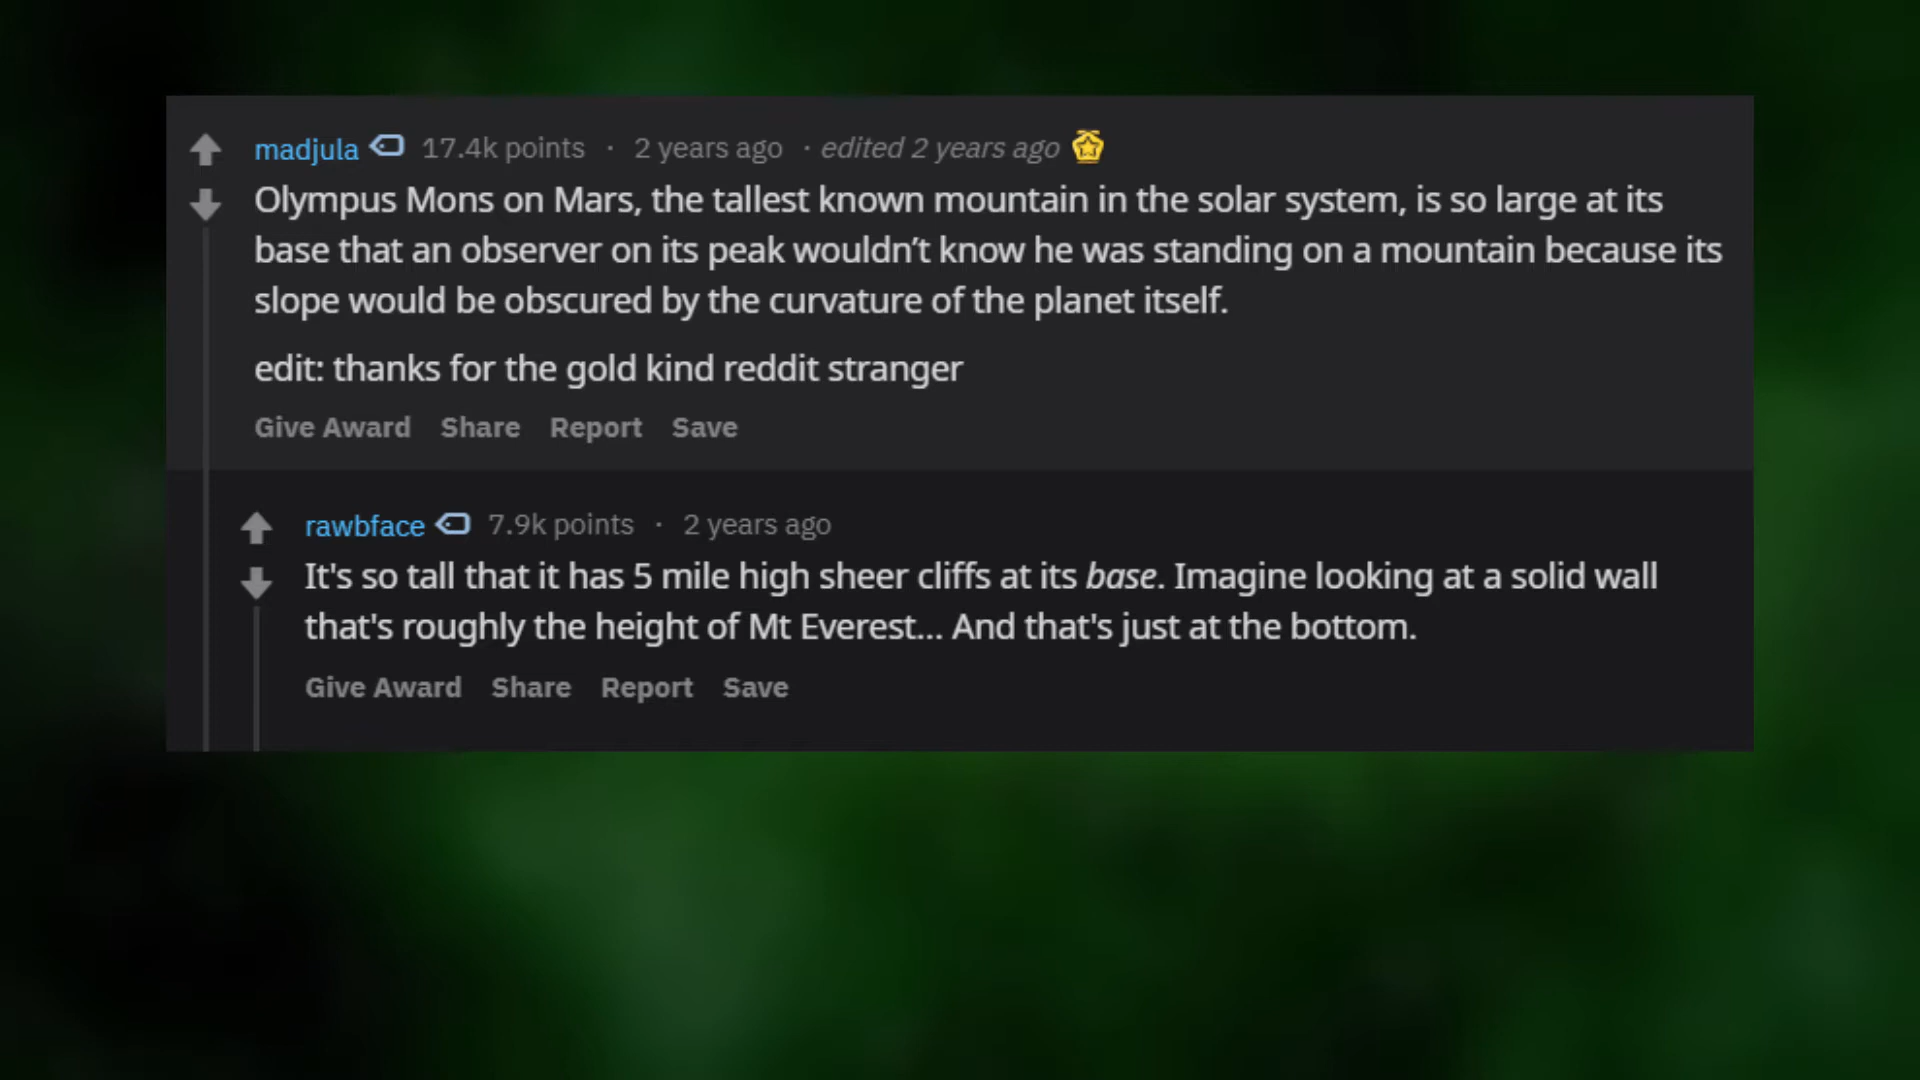 madjula 17.4k points · 2 years ago · edited 2 years ago
Olympus Mons on Mars, the tallest known mountain in the solar system, is so large at its
base that an observer on its peak wouldn’t know he was standing on a mountain because its
slope would be obscured by the curvature of the planet itself.
edit: thanks for the gold kind reddit stranger
Give Award Share Report Save
rawbface 7.9k points · 2 years ago
It's so tall that it has 5 mile high sheer cliffs at its base. Imagine looking at a solid wall
that's roughly the height of Mt Everest... And that's just at the bottom.
Give Award Share Report Save